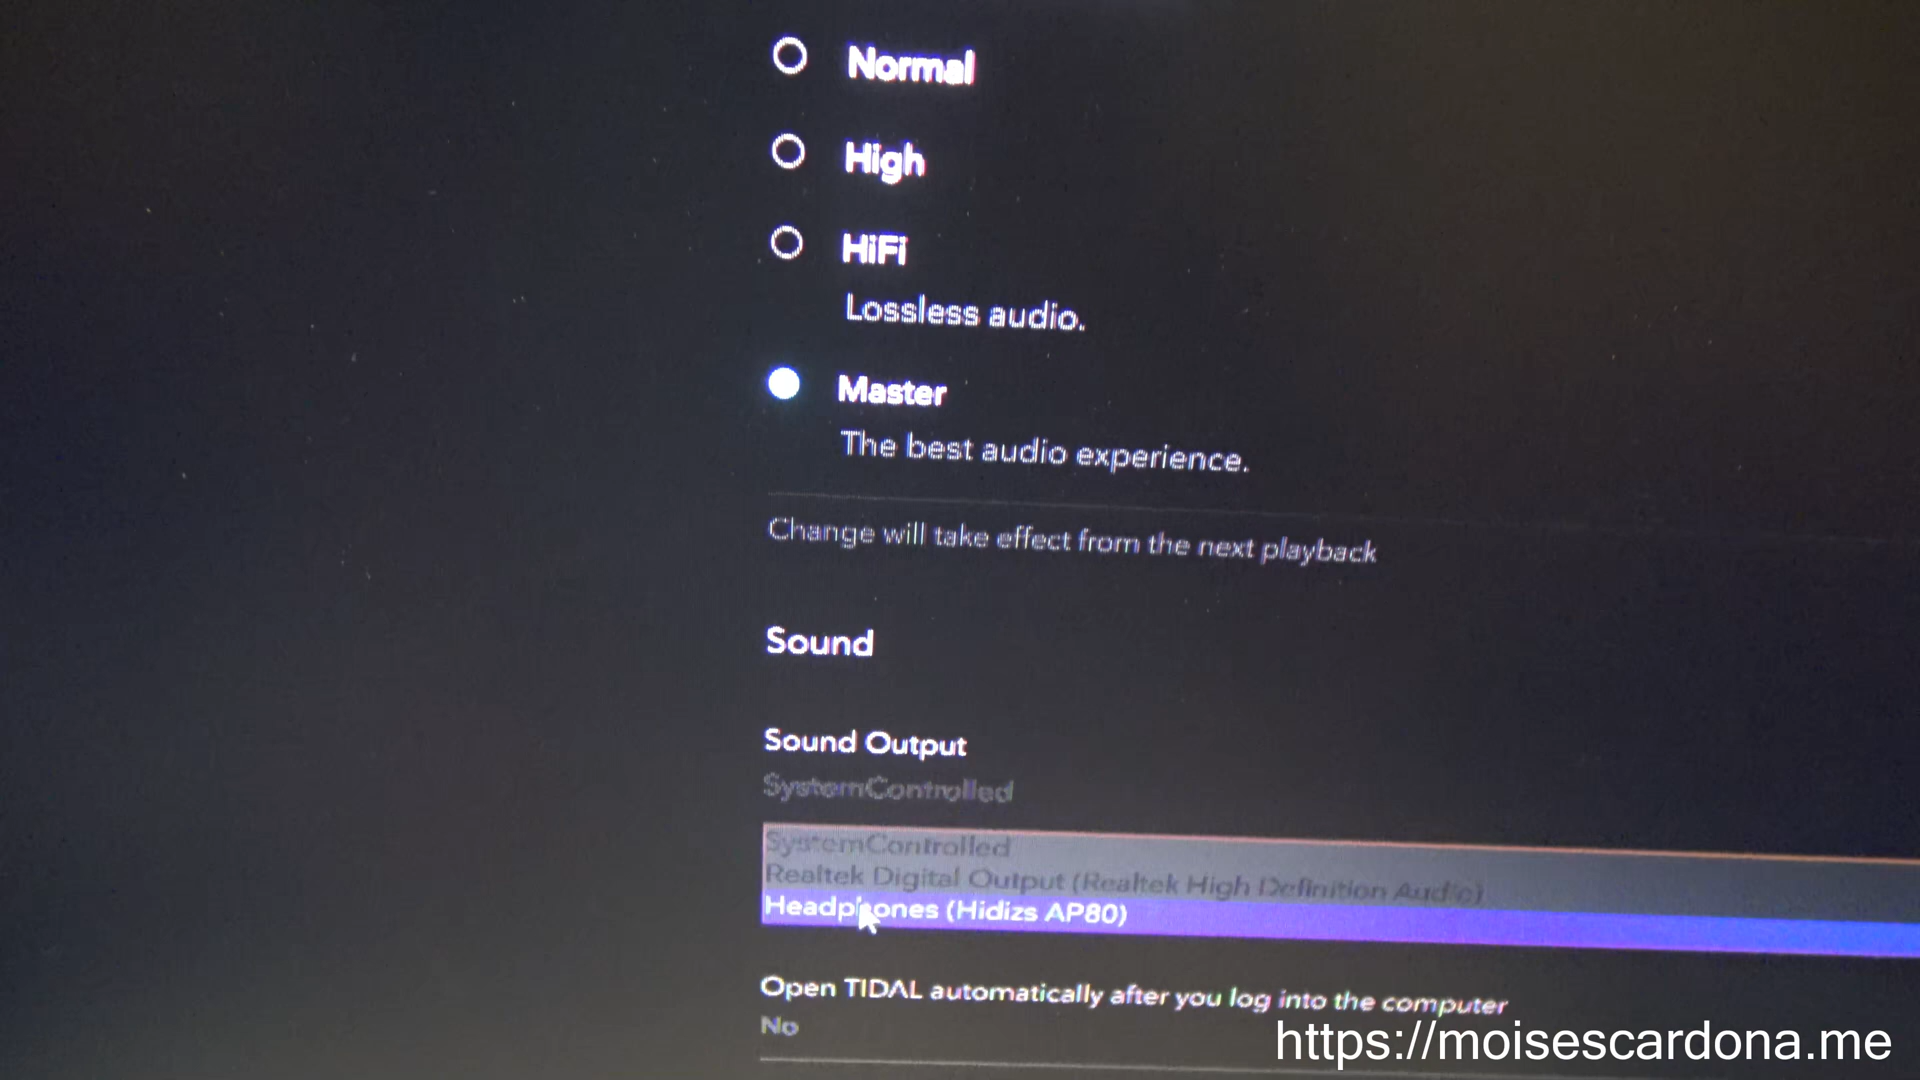 Normal
High
HiFi
Lossless audio.
Master
The best audio experience.
Change will take effect from the next playback
Sound
Sound Output
SystemControlled
SystemControlled
Realtek Digital Output (Realtek High Definition Audio)
Headphones (Hidizs AP80)
Open TIDAL automatically after you log into the computer
No
https://moisescardona.me